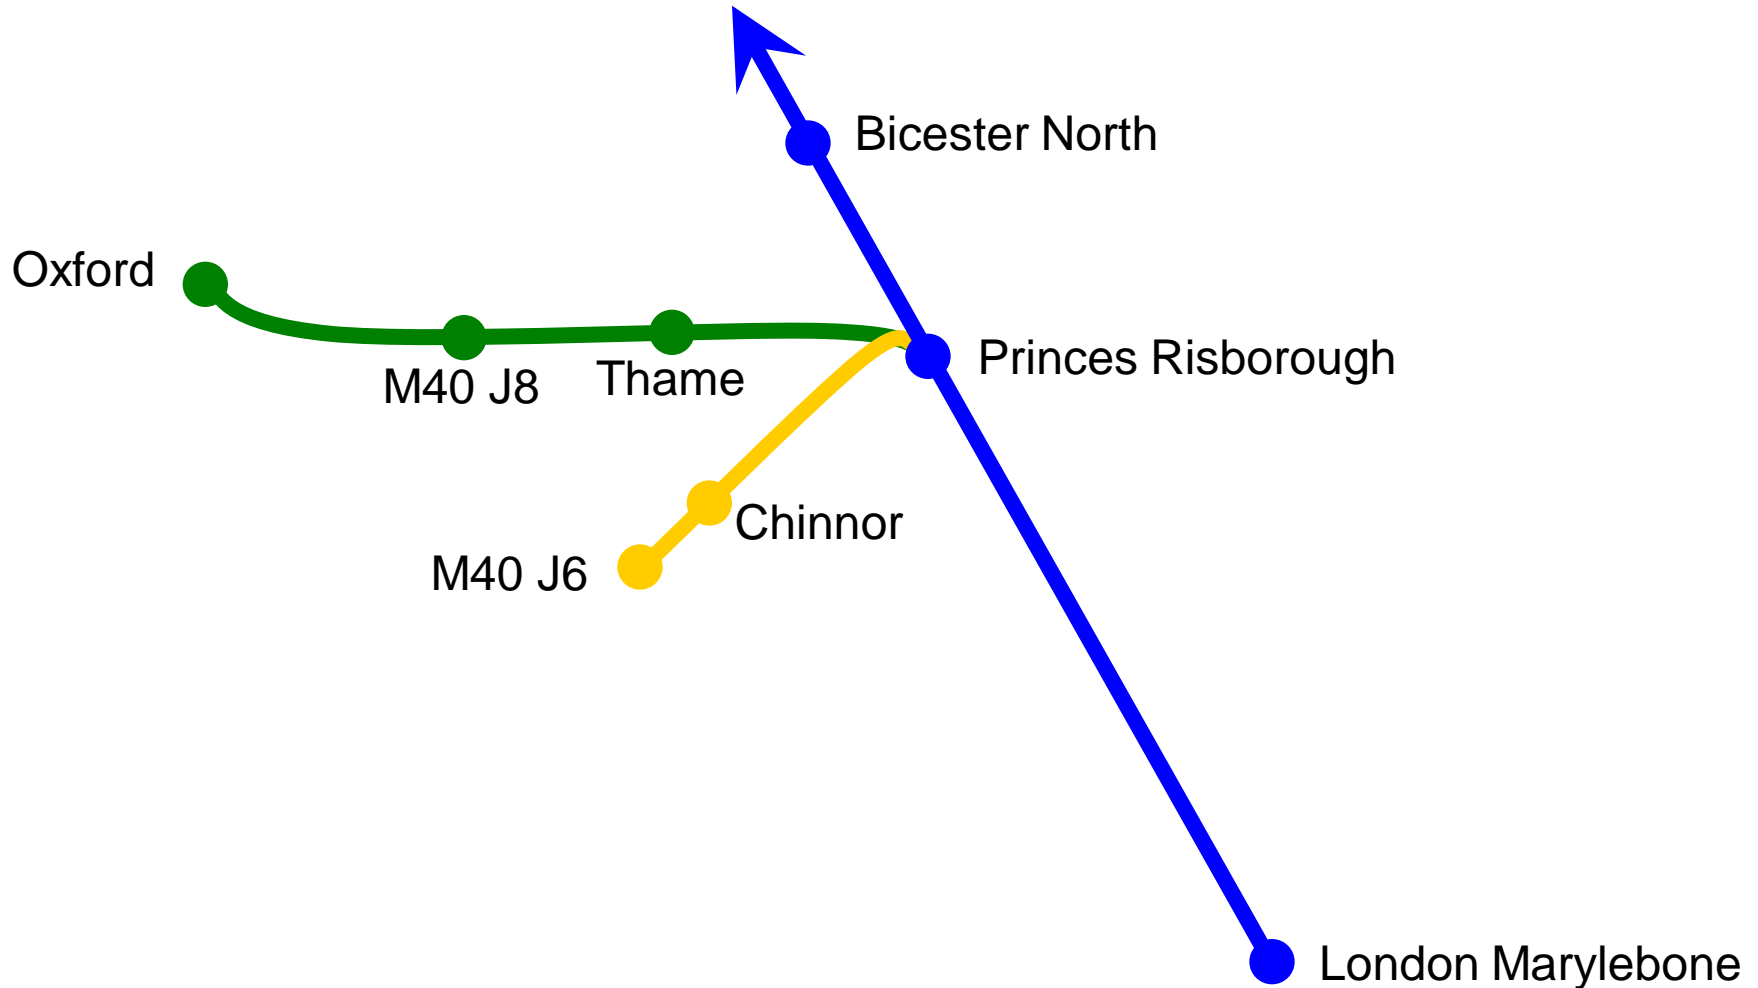 Bicester North
Oxford
Princes Risborough
M40 J8
Thame
Chinnor
M40 J6
London Marylebone